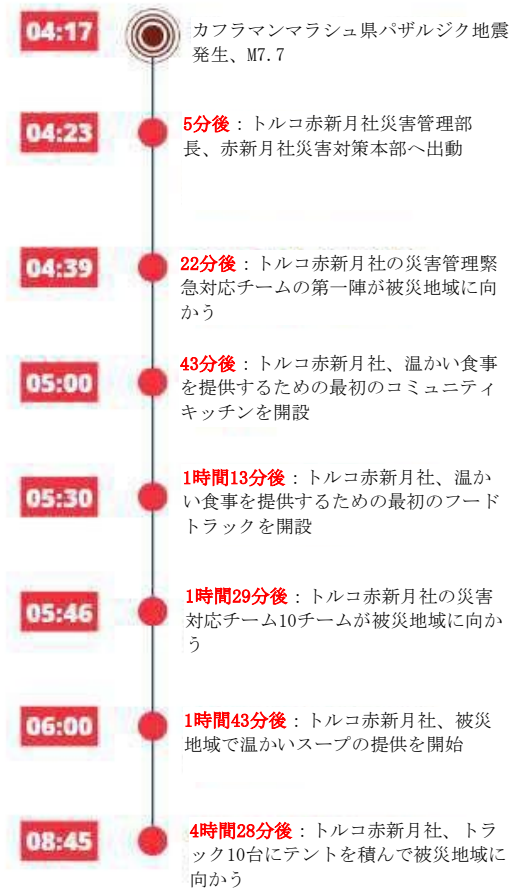 04:17
カフラマンマラシュ県パザルジク地震
発生、M7.7
04:23
5分後：トルコ赤新月社災害管理部
長、赤新月社災害対策本部へ出動
04:39
22分後：トルコ赤新月社の災害管理緊
急対応チームの第一陣が被災地域に向
かう
05:00
43分後：トルコ赤新月社、温かい食事
を提供するための最初のコミュニティ
キッチンを開設
05:30
1時間13分後：トルコ赤新月社、温か
い食事を提供するための最初のフード
トラックを開設
05:46
1時間29分後：トルコ赤新月社の災害
対応チーム10チームが被災地域に向か
う
06:00
1時間43分後：トルコ赤新月社、被災
地域で温かいスープの提供を開始
08:45
4時間28分後：トルコ赤新月社、トラ
ック10台にテントを積んで被災地域に
向かう